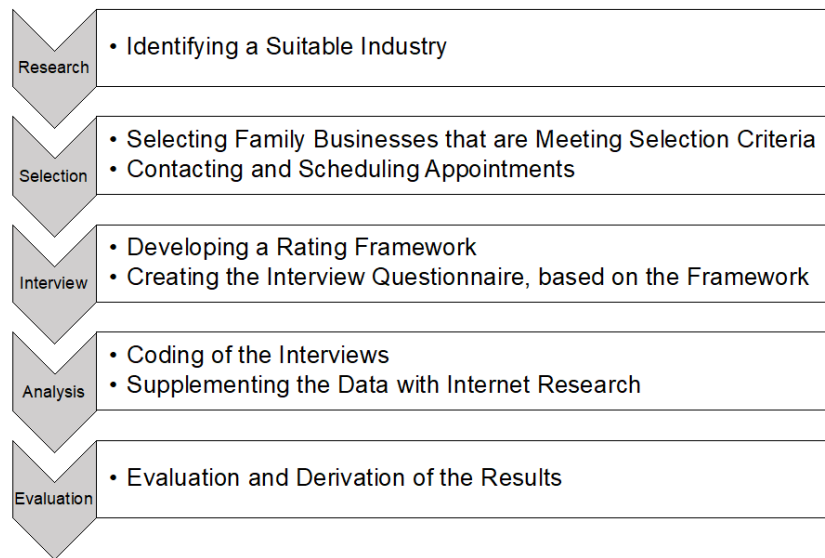 Research
• Identifying a Suitable Industry
Selection
• Selecting Family Businesses that are Meeting Selection Criteria
• Contacting and Scheduling Appointments
Interview
• Developing a Rating Framework
• Creating the Interview Questionnaire, based on the Framework
Analysis
• Coding of the Interviews
• Supplementing the Data with Internet Research
Evaluation
• Evaluation and Derivation of the Results